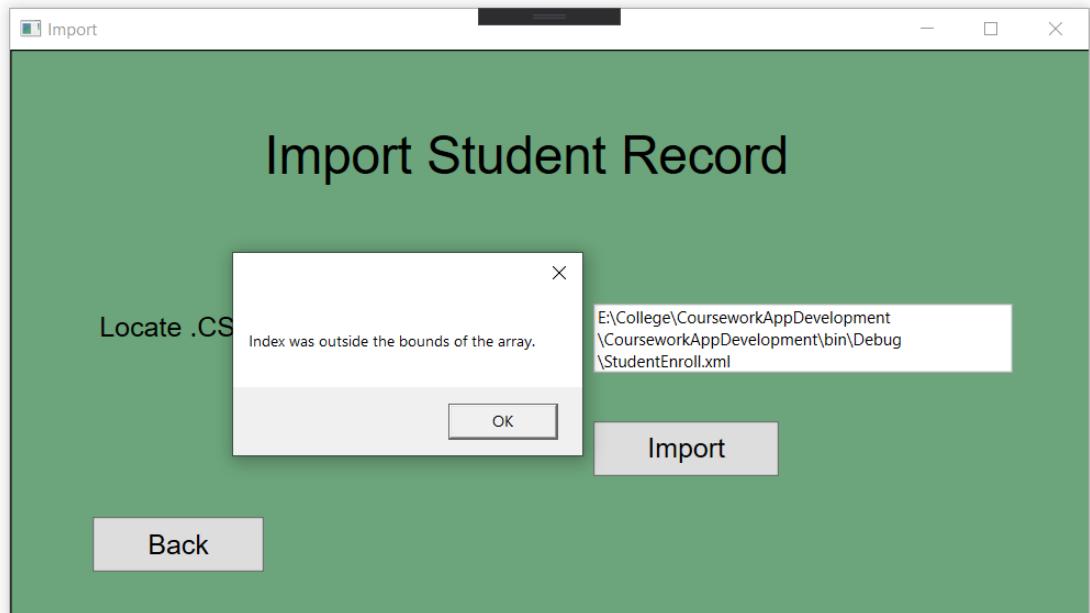 Import
Import Student Record
Locate .CS
Index was outside the bounds of the array.
OK
E:\College\CourseworkAppDevelopment
\CourseworkAppDevelopment\bin\Debug
\StudentEnroll.xml
Import
Back